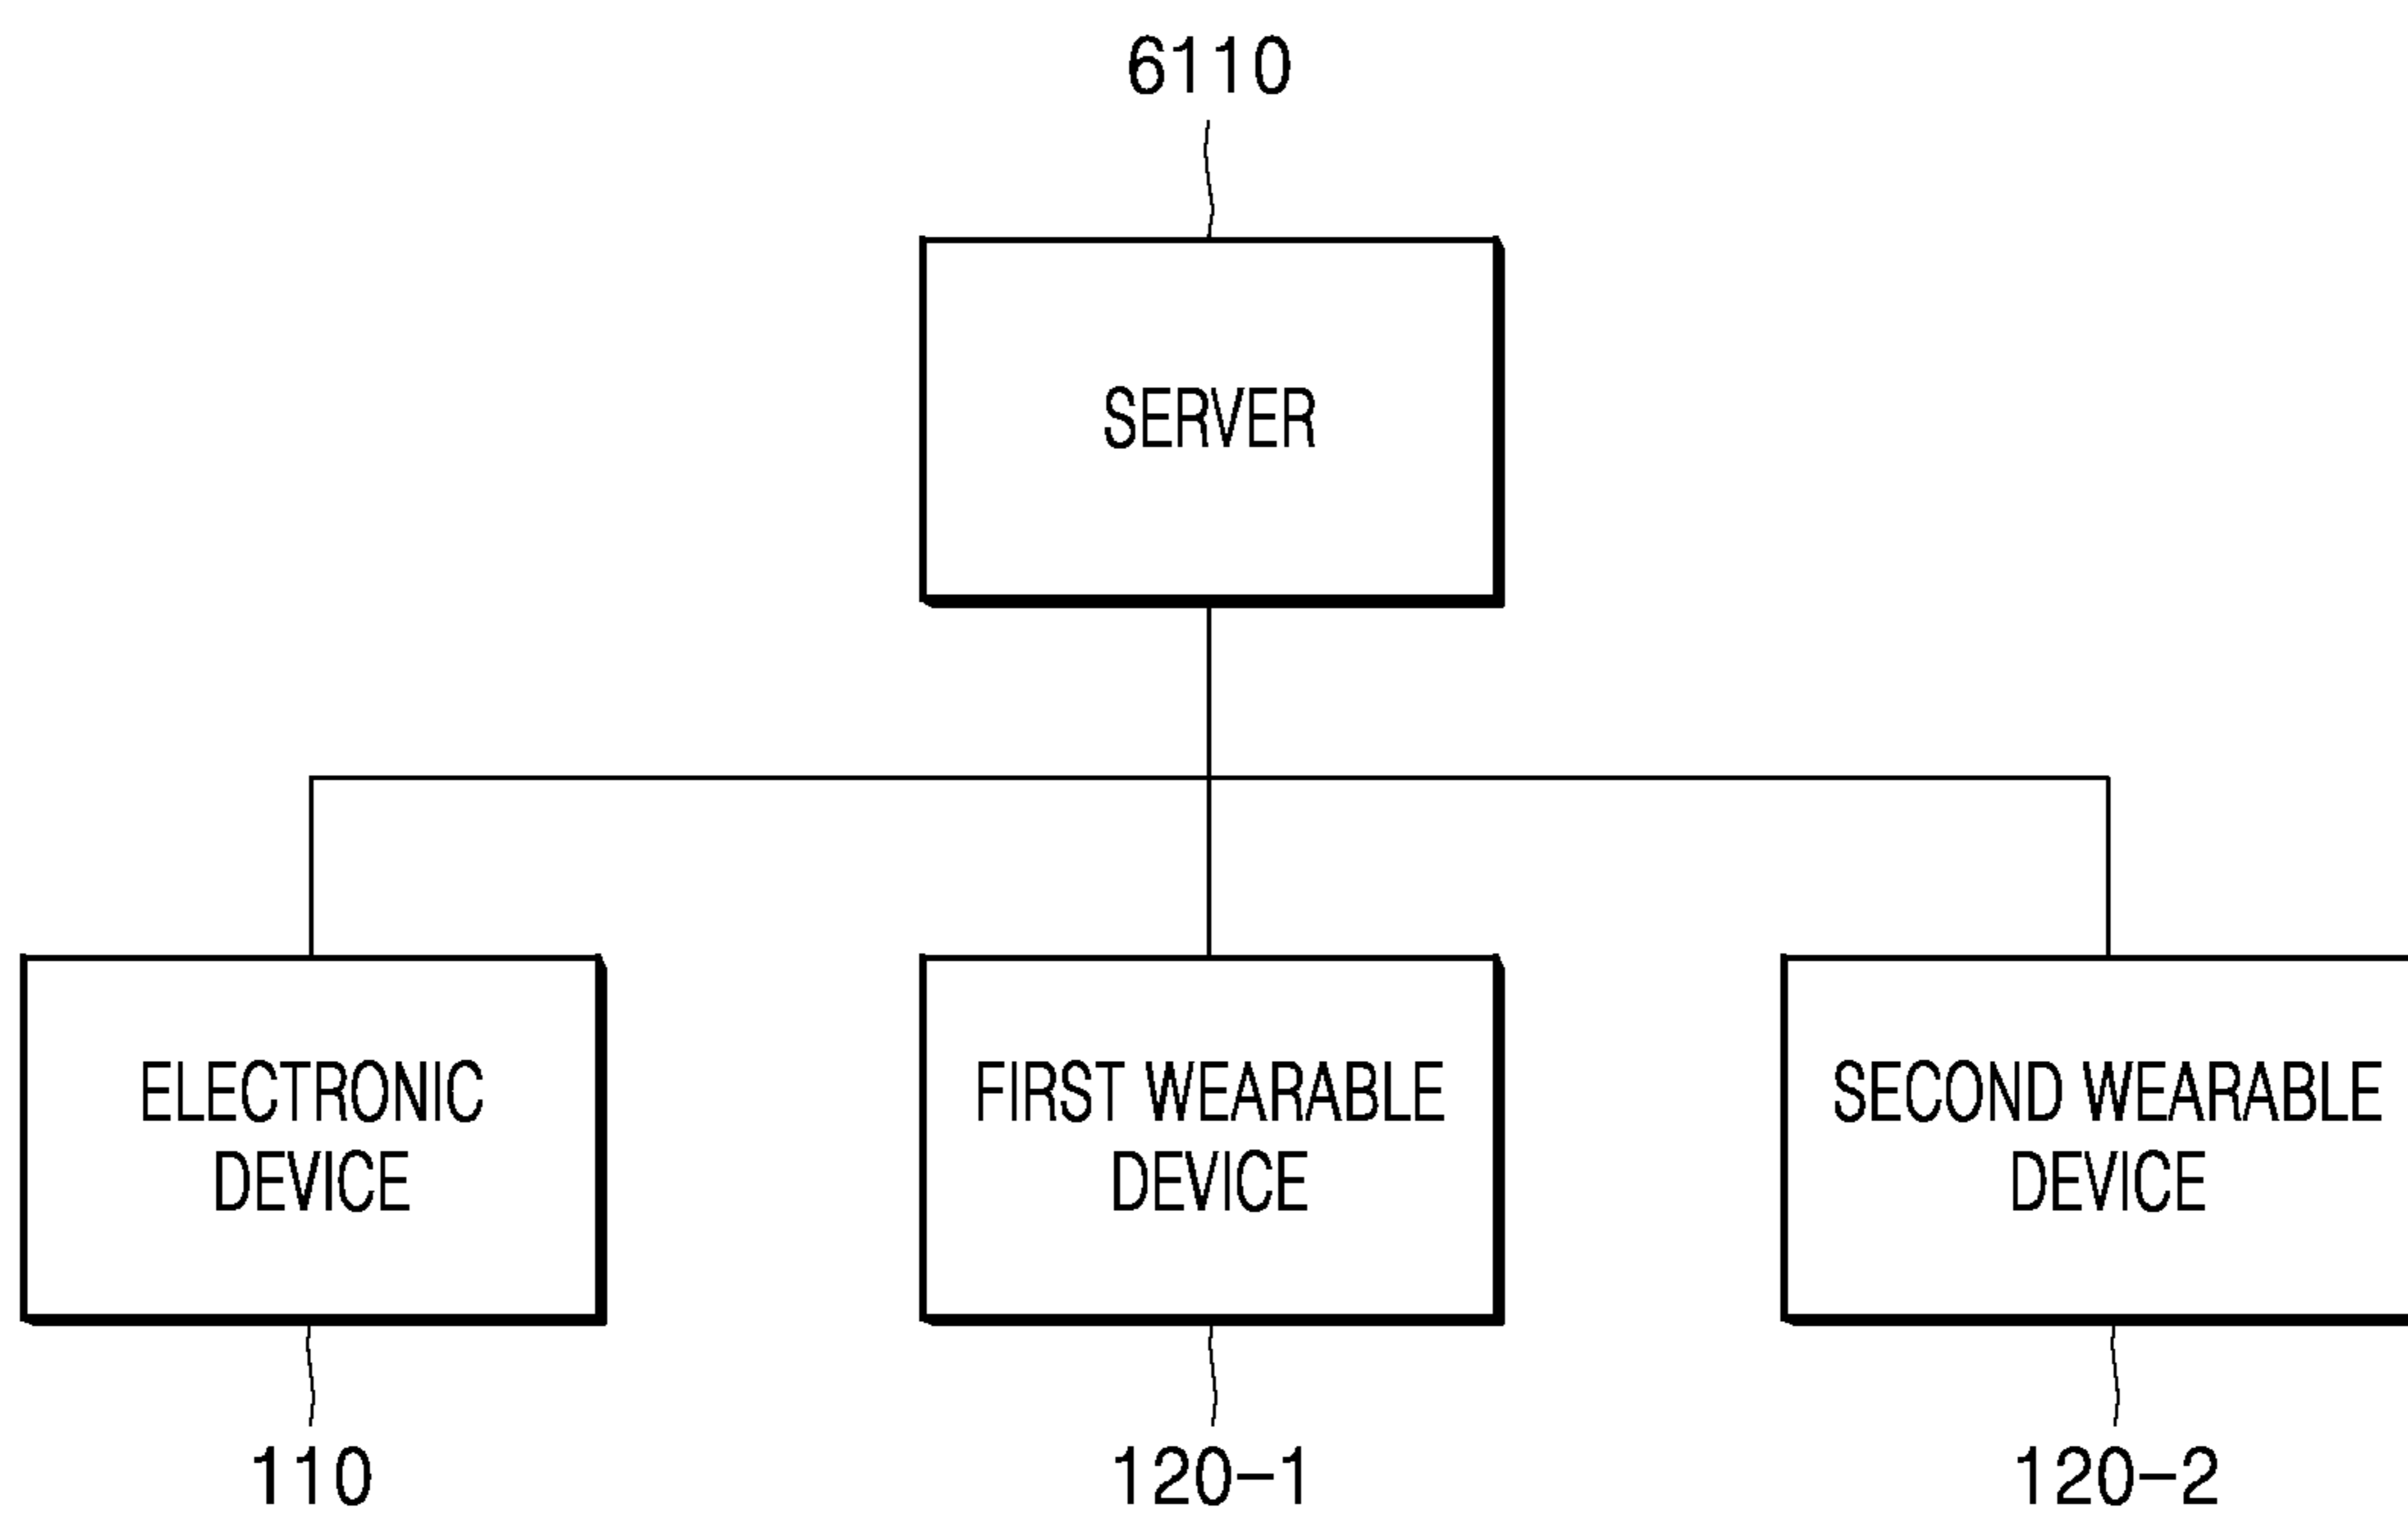 6110
SERVER
ELECTRONIC
DEVICE
FIRST WEARABLE
DEVICE
SECOND WEARABLE
DEVICE
110
120-1
120-2